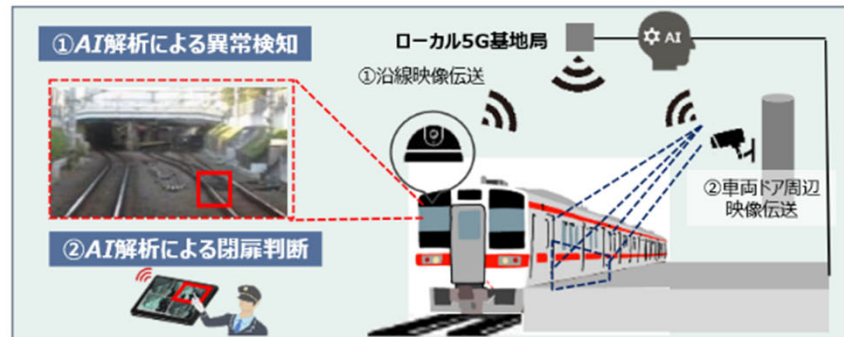 ①AI解析による異常検知
ローカル5G基地局
AI
①沿線映像伝送
②車両ドア周辺
映像伝送
②AI解析による閉扉判断